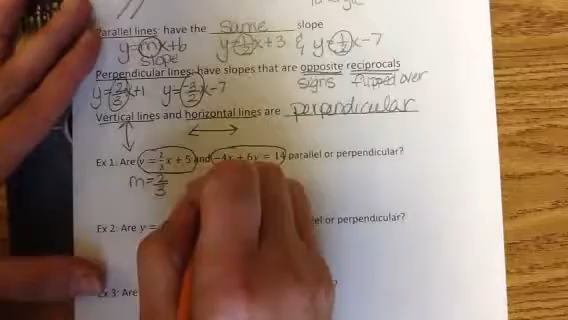 Parallel lines: have the same slope
y=mx+b y=1/2x+3 & y=1/2x-7
slope
Perpendicular lines: have slopes that are opposite reciprocals
signs flipped over
y=2/3x+1 y=-3/2x-7
Vertical lines and horizontal lines are perpendicular
Ex 1: Are y = 2/3 x + 5 and -4x + 6y = 14 parallel or perpendicular?
m=2/3
Ex 2: Are y = or perpendicular?
Ex 3: Are ?